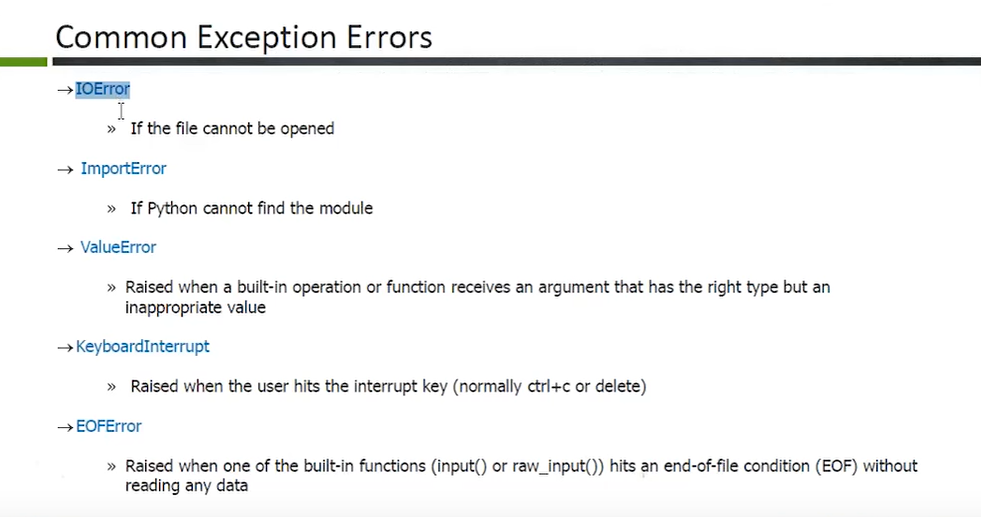 Common Exception Errors
→IOError
» If the file cannot be opened
→ ImportError
» If Python cannot find the module
→ ValueError
» Raised when a built-in operation or function receives an argument that has the right type but an
inappropriate value
→KeyboardInterrupt
» Raised when the user hits the interrupt key (normally ctrl+c or delete)
→EOFError
» Raised when one of the built-in functions (input() or raw_input()) hits an end-of-file condition (EOF) without
reading any data